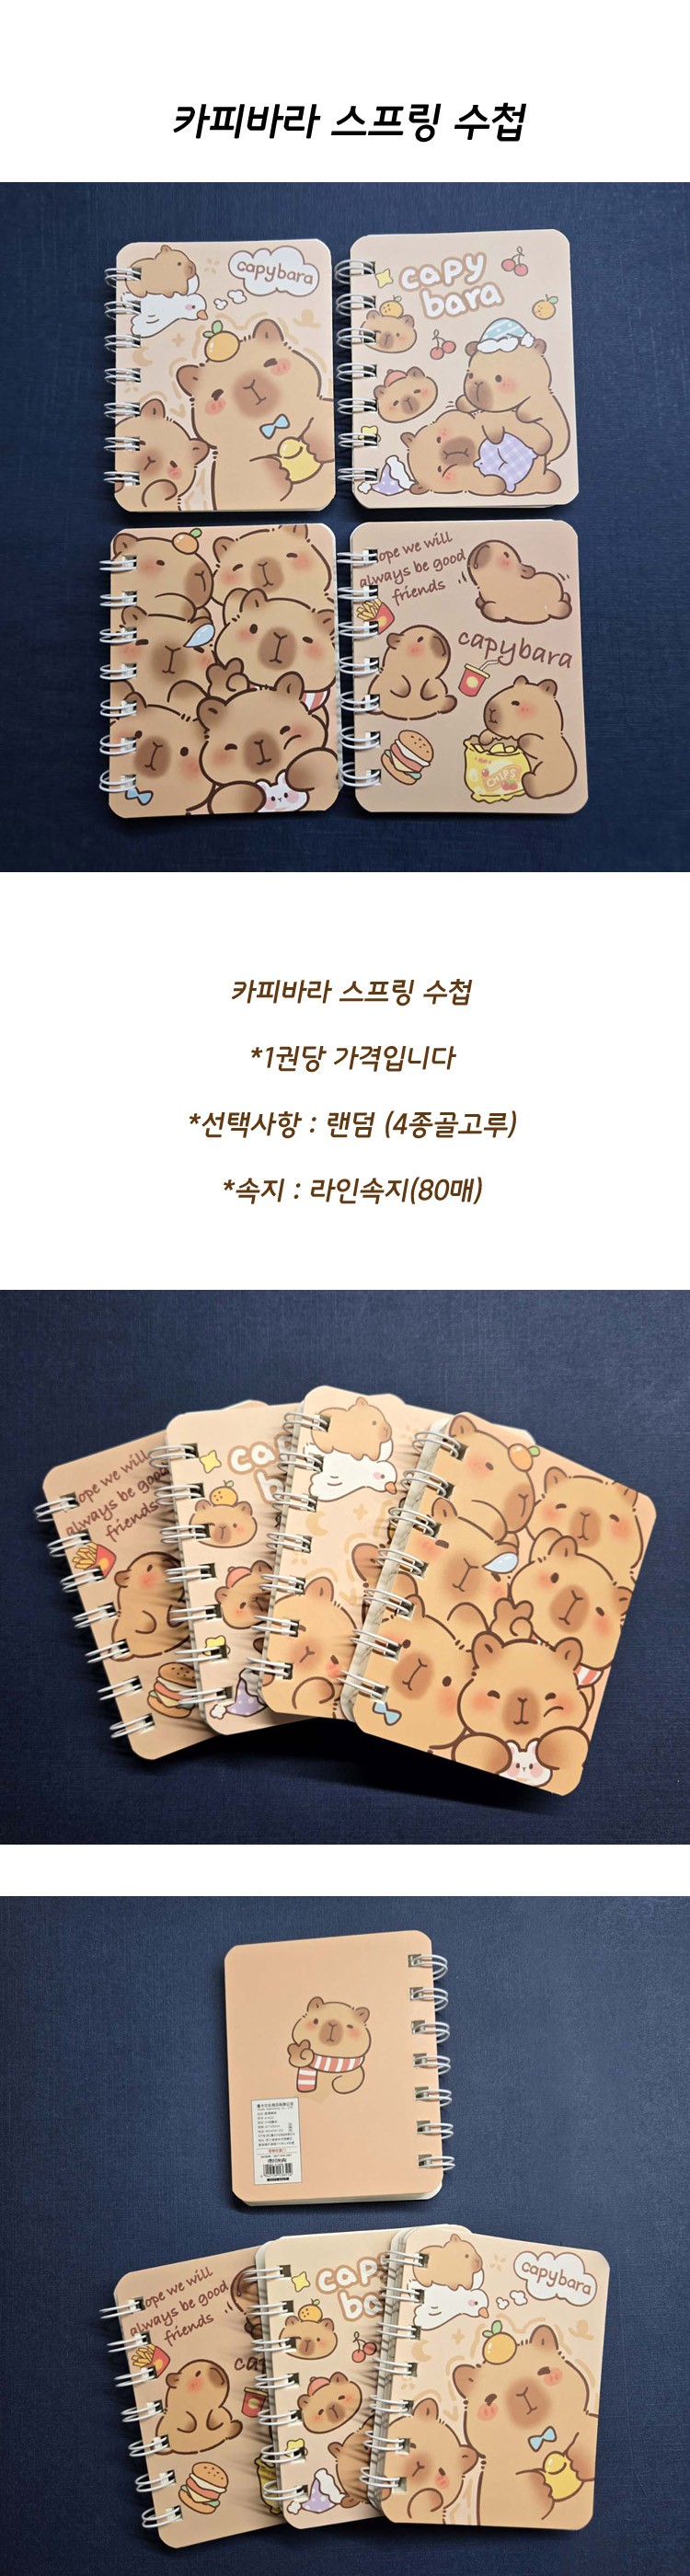 카피바라 스프링 수첩
capybara
capy
bara
ope we will
always be good
friends
capybara
CHIPS
카피바라 스프링 수첩
*1권당 가격입니다
*선택사항 : 랜덤 (4종골고루)
*속지 : 라인속지(80매)
ope we will
always be good
friends
ope we will
always be good
friends
capybara